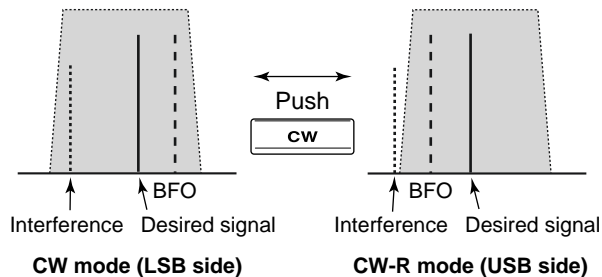 Push
CW
BFO
BFO
Interference
Desired signal
Interference
Desired signal
CW mode (LSB side)
CW-R mode (USB side)